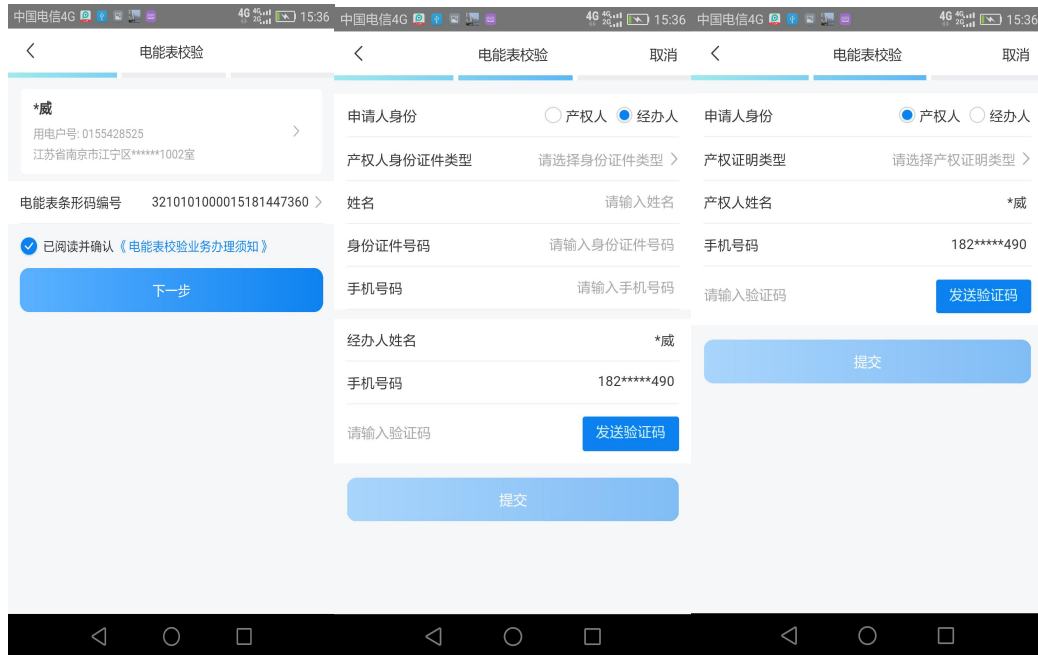 中国电信4G 4G 4G 2G 15:36
电能表校验
*威
用电户号: 0155428525
江苏省南京市江宁区******1002室
电能表条形码编号 3210101000015181447360
已阅读并确认《电能表校验业务办理须知》
下一步
中国电信4G 4G 4G 2G 15:36
电能表校验 取消
申请人身份 产权人 经办人
产权人身份证件类型 请选择身份证件类型
姓名 请输入姓名
身份证件号码 请输入身份证件号码
手机号码 请输入手机号码
经办人姓名 *威
手机号码 182*****490
请输入验证码 发送验证码
提交
中国电信4G 4G 4G 2G 15:36
电能表校验 取消
申请人身份 产权人 经办人
产权证明类型 请选择产权证明类型
产权人姓名 *威
手机号码 182*****490
请输入验证码 发送验证码
提交